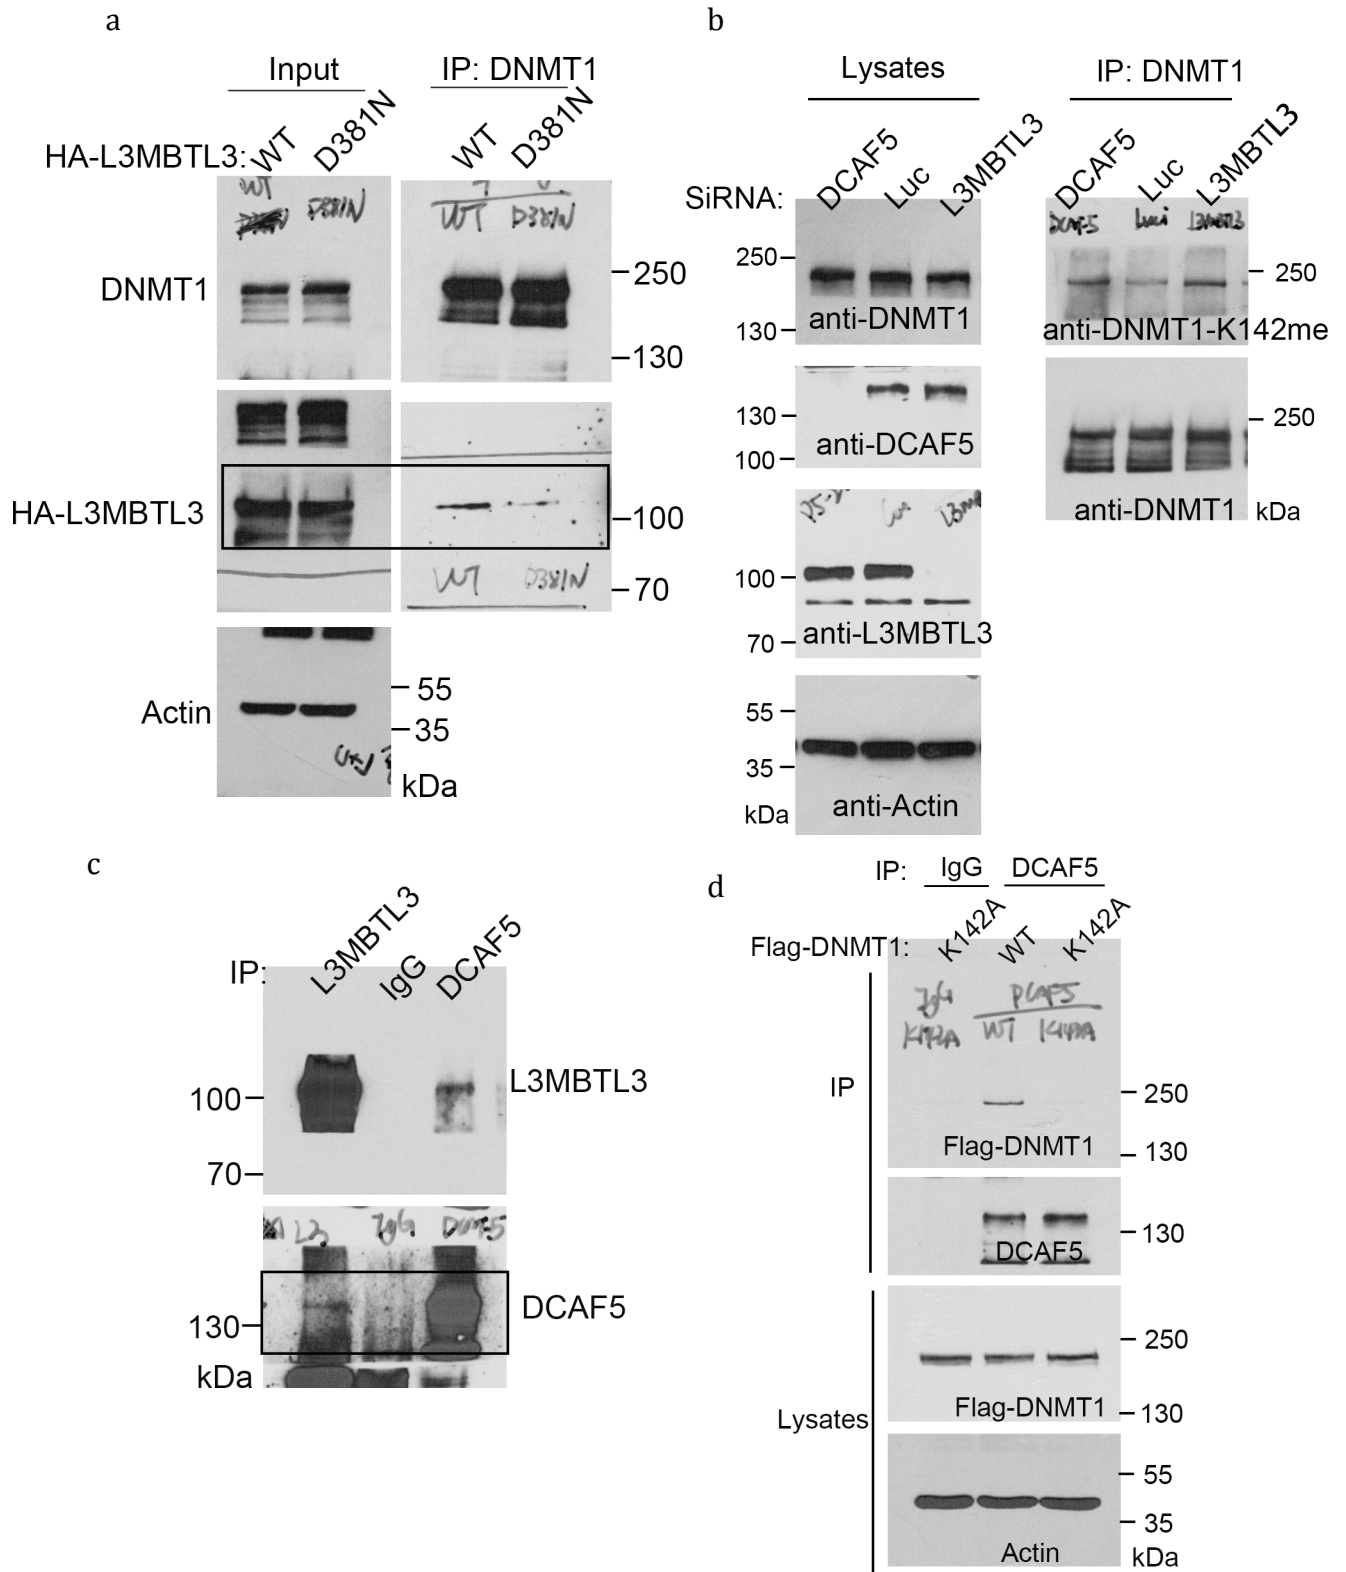 a
Input
IP: DNMT1
HA-L3MBTL3:
WT
D381N
WT
D381N
WT
D381N
WT
D381N
DNMT1
250
130
HA-L3MBTL3
100
70
WT
D381N
Actin
55
35
kDa
b
Lysates
IP: DNMT1
SiRNA:
DCAF5
Luc
L3MBTL3
DCAF5
Luc
L3MBTL3
DCAF-5
Luci
L3MBTL3
250
130
anti-DNMT1
250
anti-DNMT1-K142me
130
100
anti-DCAF5
250
anti-DNMT1
kDa
Luc
100
70
anti-L3MBTL3
55
35
kDa
anti-Actin
c
IP:
L3MBTL3
IgG
DCAF5
100
70
L3MBTL3
L3
IgG
DCAF5
130
DCAF5
kDa
d
IP:
IgG
DCAF5
Flag-DNMT1:
K142A
WT
K142A
IgG
DCAF5
K142A
WT
K142A
IP
250
130
Flag-DNMT1
130
DCAF5
Lysates
250
130
Flag-DNMT1
55
35
Actin
kDa